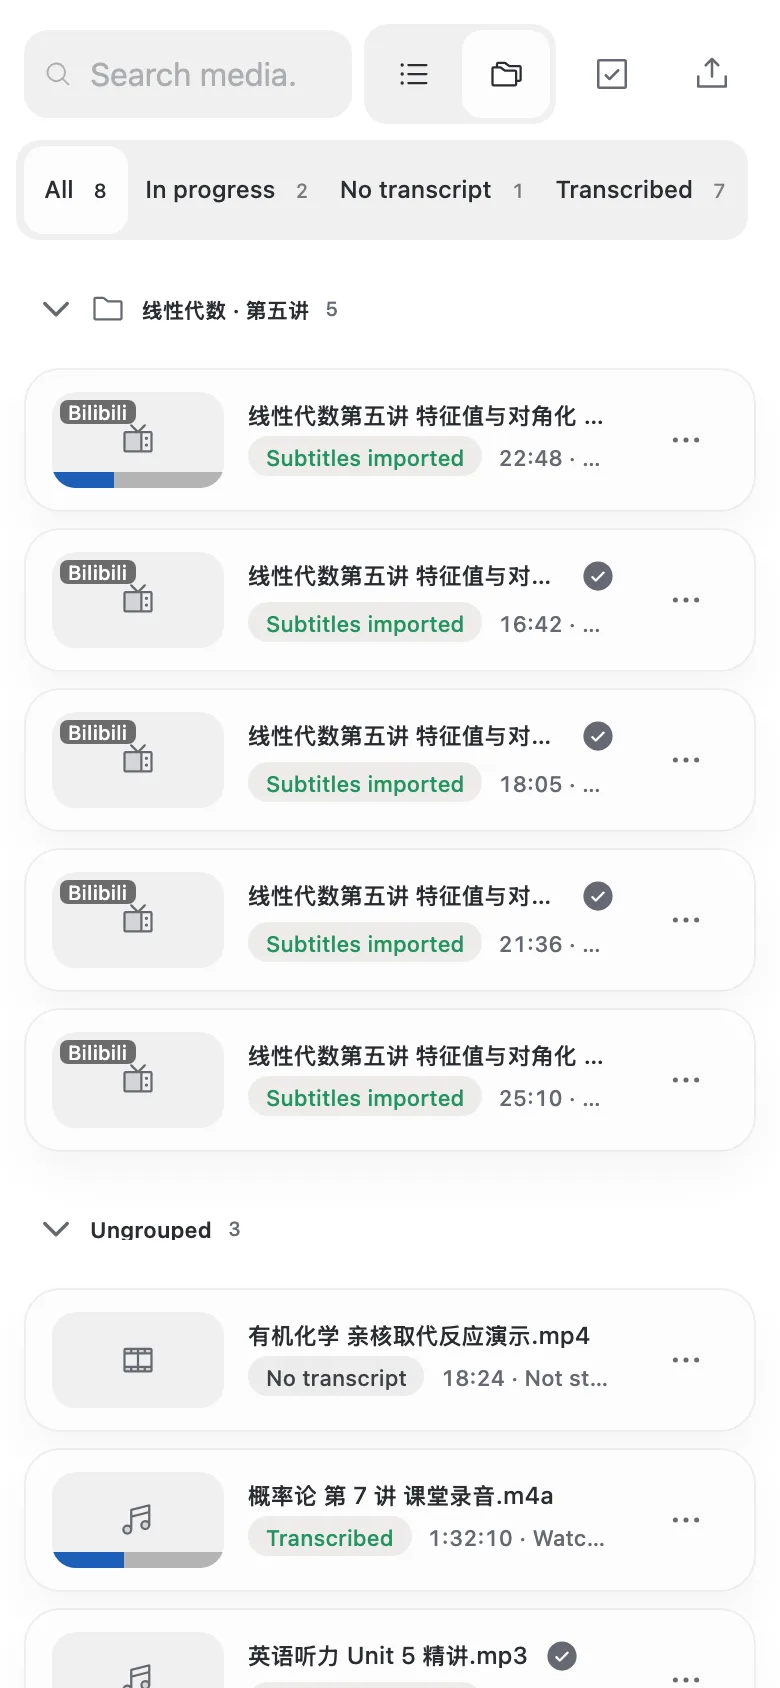 Search media.
All 8 In progress 2 No transcript 1 Transcribed 7
线性代数 · 第五讲 5
Bilibili
线性代数第五讲 特征值与对角化 ...
Subtitles imported 22:48 · ...
Bilibili
线性代数第五讲 特征值与对...
Subtitles imported 16:42 · ...
Bilibili
线性代数第五讲 特征值与对...
Subtitles imported 18:05 · ...
Bilibili
线性代数第五讲 特征值与对...
Subtitles imported 21:36 · ...
Bilibili
线性代数第五讲 特征值与对角化 ...
Subtitles imported 25:10 · ...
Ungrouped 3
有机化学 亲核取代反应演示.mp4
No transcript 18:24 · Not st...
概率论 第 7 讲 课堂录音.m4a
Transcribed 1:32:10 · Watc...
英语听力 Unit 5 精讲.mp3